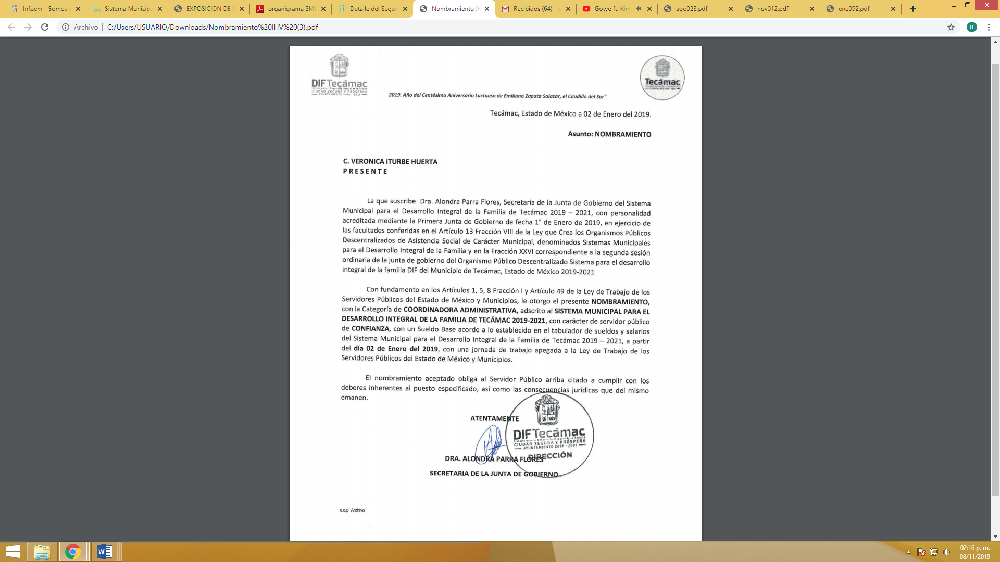 Infoem - Somos t
Sistema Municipa
EXPOSICION DE
organigrama SM
Detalle del Segui
Nombramiento IH
Recibidos (64) - b
Gotye ft. Kim
ago023.pdf
nov012.pdf
ene092.pdf
Archivo
C:/Users/USUARIO/Downloads/Nombramiento%20IHV%20(3).pdf
B
DIF Tecámac
Sistema para el Desarrollo Integral de la Familia
CIUDAD SEGURA Y PRÓSPERA
AYUNTAMIENTO 2019 - 2021
Tecámac
2019. Año del Centésimo Aniversario Luctuoso de Emiliano Zapata Salazar, el Caudillo del Sur"
Tecámac, Estado de México a 02 de Enero del 2019.
Asunto: NOMBRAMIENTO
C. VERONICA ITURBE HUERTA
P R E S E N T E
La que suscribe Dra. Alondra Parra Flores, Secretaria de la Junta de Gobierno del Sistema
Municipal para el Desarrollo Integral de la Familia de Tecámac 2019 – 2021, con personalidad
acreditada mediante la Primera Junta de Gobierno de fecha 1° de Enero de 2019, en ejercicio de
las facultades conferidas en el Artículo 13 Fracción VIII de la Ley que Crea los Organismos Públicos
Descentralizados de Asistencia Social de Carácter Municipal, denominados Sistemas Municipales
para el Desarrollo Integral de la Familia y en la Fracción XXVI correspondiente a la segunda sesión
ordinaria de la junta de gobierno del Organismo Público Descentralizado Sistema para el desarrollo
integral de la familia DIF del Municipio de Tecámac, Estado de México 2019-2021
Con fundamento en los Artículos 1, 5, 8 Fracción I y Artículo 49 de la Ley de Trabajo de los
Servidores Públicos del Estado de México y Municipios, le otorgo el presente NOMBRAMIENTO,
con la Categoría de COORDINADORA ADMINISTRATIVA, adscrito al SISTEMA MUNICIPAL PARA EL
DESARROLLO INTEGRAL DE LA FAMILIA DE TECÁMAC 2019-2021, con carácter de servidor público
de CONFIANZA, con un Sueldo Base acorde a lo establecido en el tabulador de sueldos y salarios
del Sistema Municipal para el Desarrollo Integral de la Familia de Tecámac 2019 – 2021, a partir
del día 02 de Enero del 2019, con una jornada de trabajo apegada a la Ley de Trabajo de los
Servidores Públicos del Estado de México y Municipios.
El nombramiento aceptado obliga al Servidor Público arriba citado a cumplir con los
deberes inherentes al puesto especificado, así como las consecuencias jurídicas que del mismo
emanen.
ATENTAMENTE
DIF Tecámac
Sistema para el Desarrollo Integral de la Familia
CIUDAD SEGURA Y PRÓSPERA
AYUNTAMIENTO 2019 - 2021
DIRECCIÓN
DRA. ALONDRA PARRA FLORES
SECRETARIA DE LA JUNTA DE GOBIERNO
c.c.p. Archivo
02:16 p. m.
08/11/2019